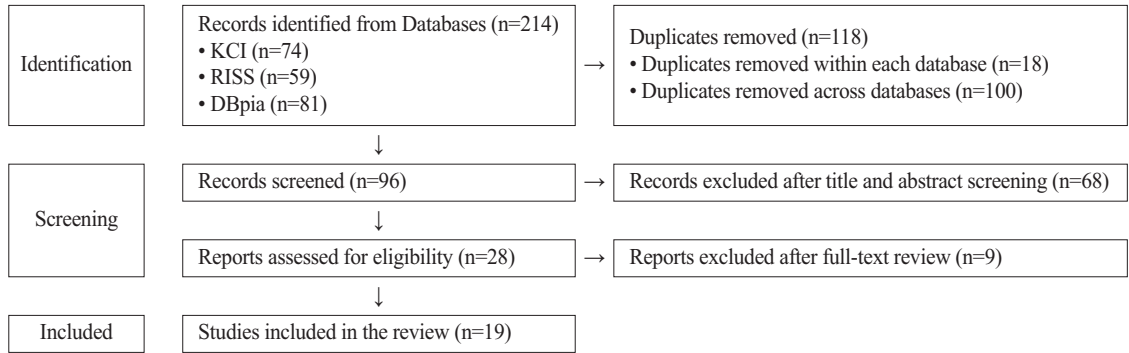 Identification
Records identified from Databases (n=214)
• KCI (n=74)
• RISS (n=59)
• DBpia (n=81)
→
Duplicates removed (n=118)
• Duplicates removed within each database (n=18)
• Duplicates removed across databases (n=100)
↓
Screening
Records screened (n=96)
→
Records excluded after title and abstract screening (n=68)
↓
Reports assessed for eligibility (n=28)
→
Reports excluded after full-text review (n=9)
↓
Included
Studies included in the review (n=19)